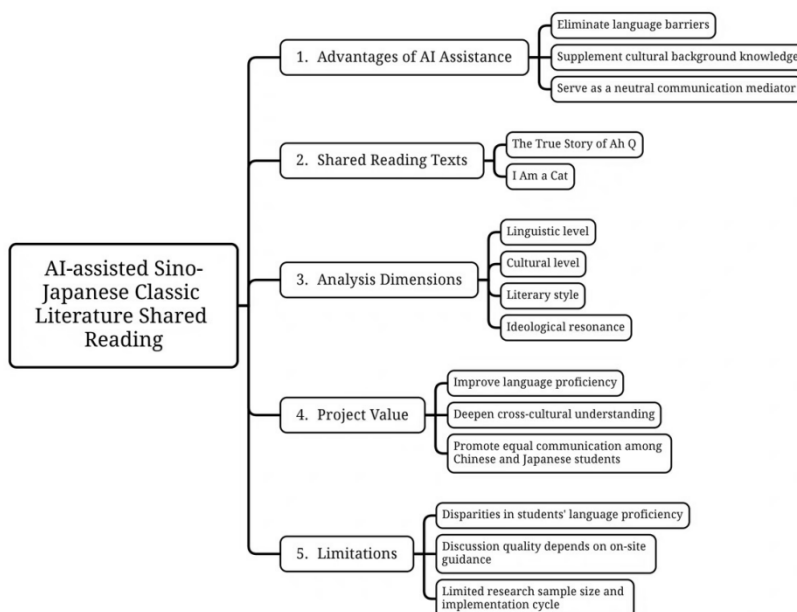 AI-assisted Sino-
Japanese Classic
Literature Shared
Reading
1. Advantages of AI Assistance
Eliminate language barriers
Supplement cultural background knowledge
Serve as a neutral communication mediator
2. Shared Reading Texts
The True Story of Ah Q
I Am a Cat
3. Analysis Dimensions
Linguistic level
Cultural level
Literary style
Ideological resonance
4. Project Value
Improve language proficiency
Deepen cross-cultural understanding
Promote equal communication among
Chinese and Japanese students
5. Limitations
Disparities in students' language proficiency
Discussion quality depends on on-site
guidance
Limited research sample size and
implementation cycle